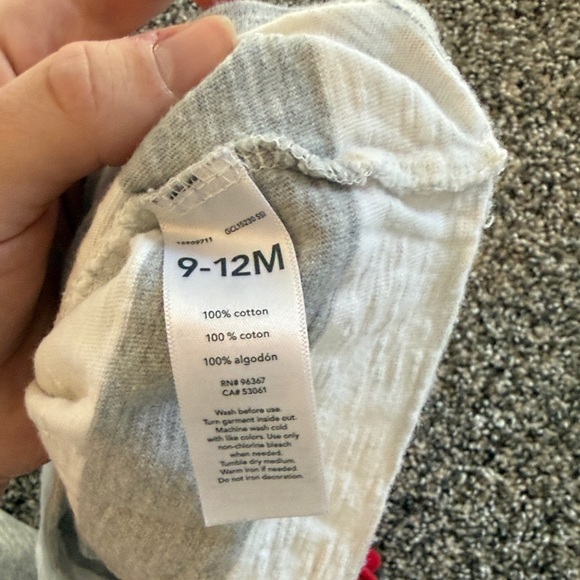 GCL15230 SSI
9-12M
100% cotton
100 % coton
100% algodón
RN# 96367
CA# 53061
Wash before use.
Turn garment inside out.
Machine wash cold
with like colors. Use only
non-chlorine bleach
when needed.
Tumble dry medium.
Warm iron if needed.
Do not iron decoration.